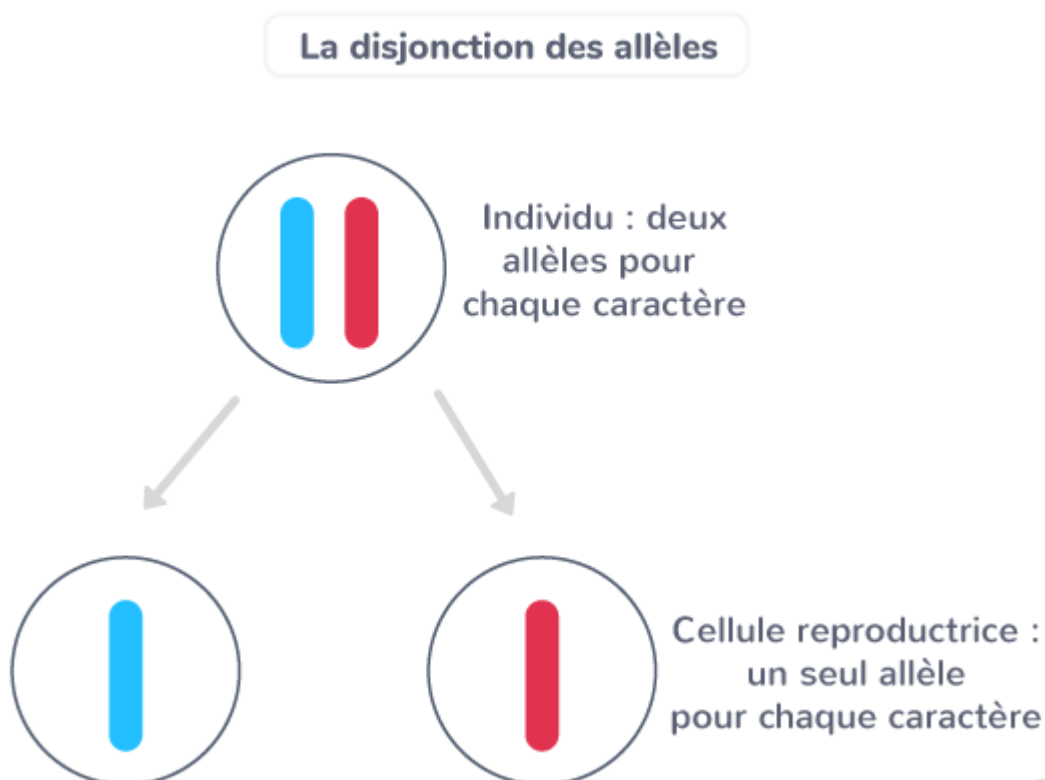 La disjonction des allèles
Individu : deux
allèles pour
chaque caractère
Cellule reproductrice :
un seul allèle
pour chaque caractère